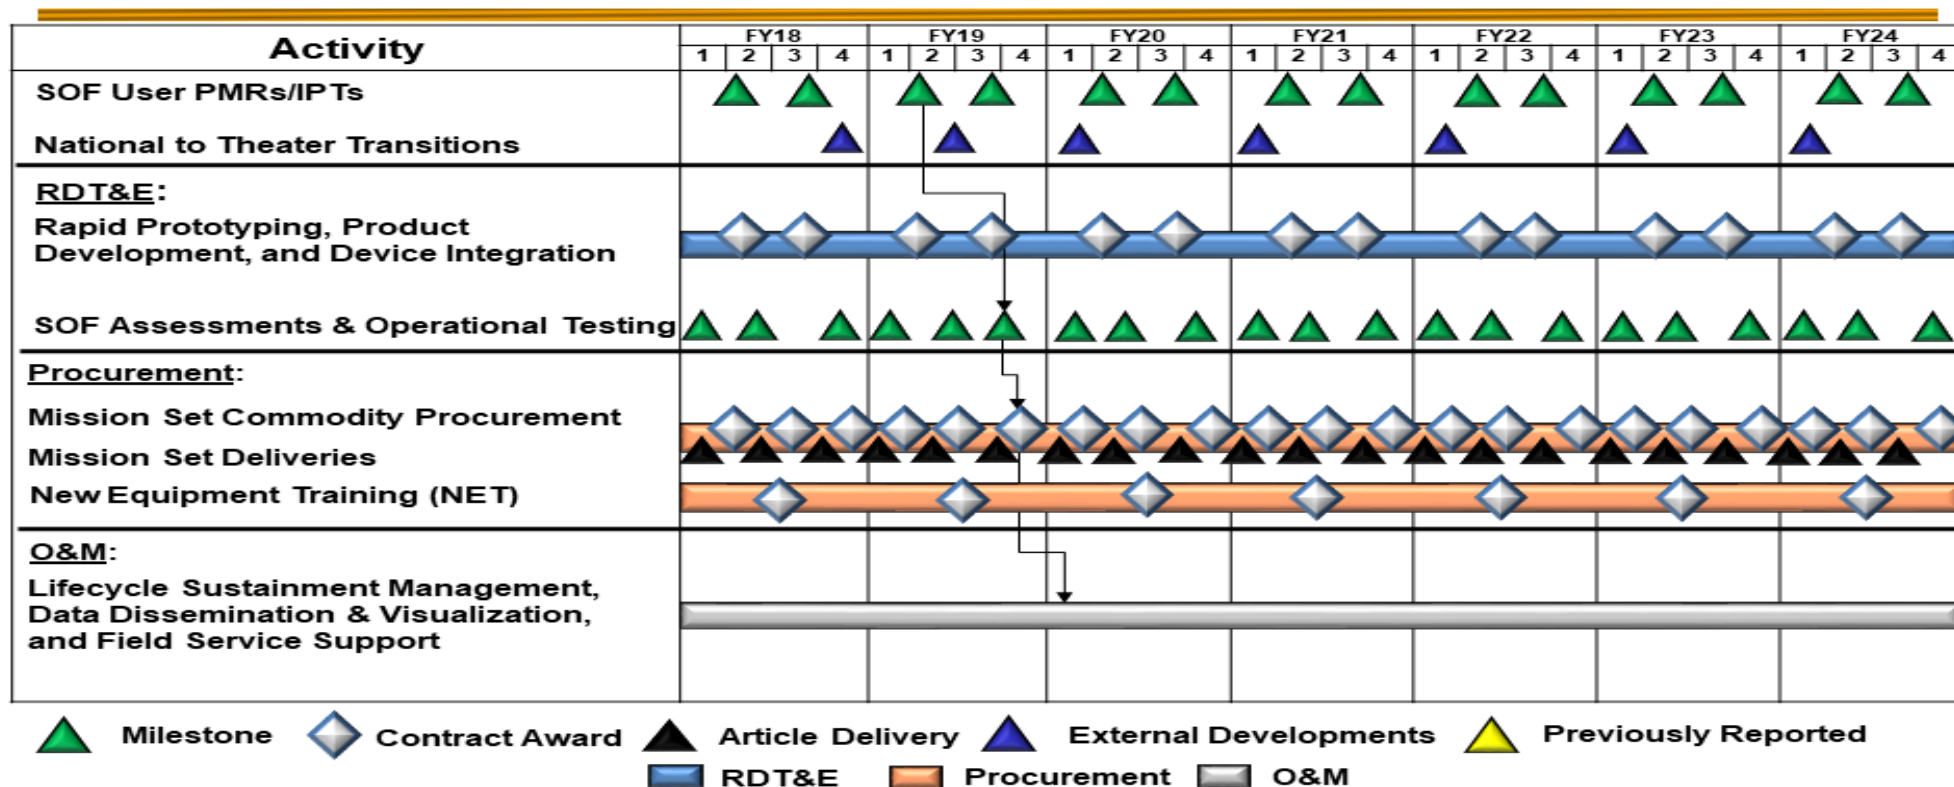 Activity FY18 FY19 FY20 FY21 FY22 FY23 FY24
1 2 3 4 1 2 3 4 1 2 3 4 1 2 3 4 1 2 3 4 1 2 3 4 1 2 3 4
SOF User PMRs/IPTs
National to Theater Transitions
RDT&E:
Rapid Prototyping, Product
Development, and Device Integration
SOF Assessments & Operational Testing
Procurement:
Mission Set Commodity Procurement
Mission Set Deliveries
New Equipment Training (NET)
O&M:
Lifecycle Sustainment Management,
Data Dissemination & Visualization,
and Field Service Support
Milestone Contract Award Article Delivery External Developments Previously Reported
RDT&E Procurement O&M